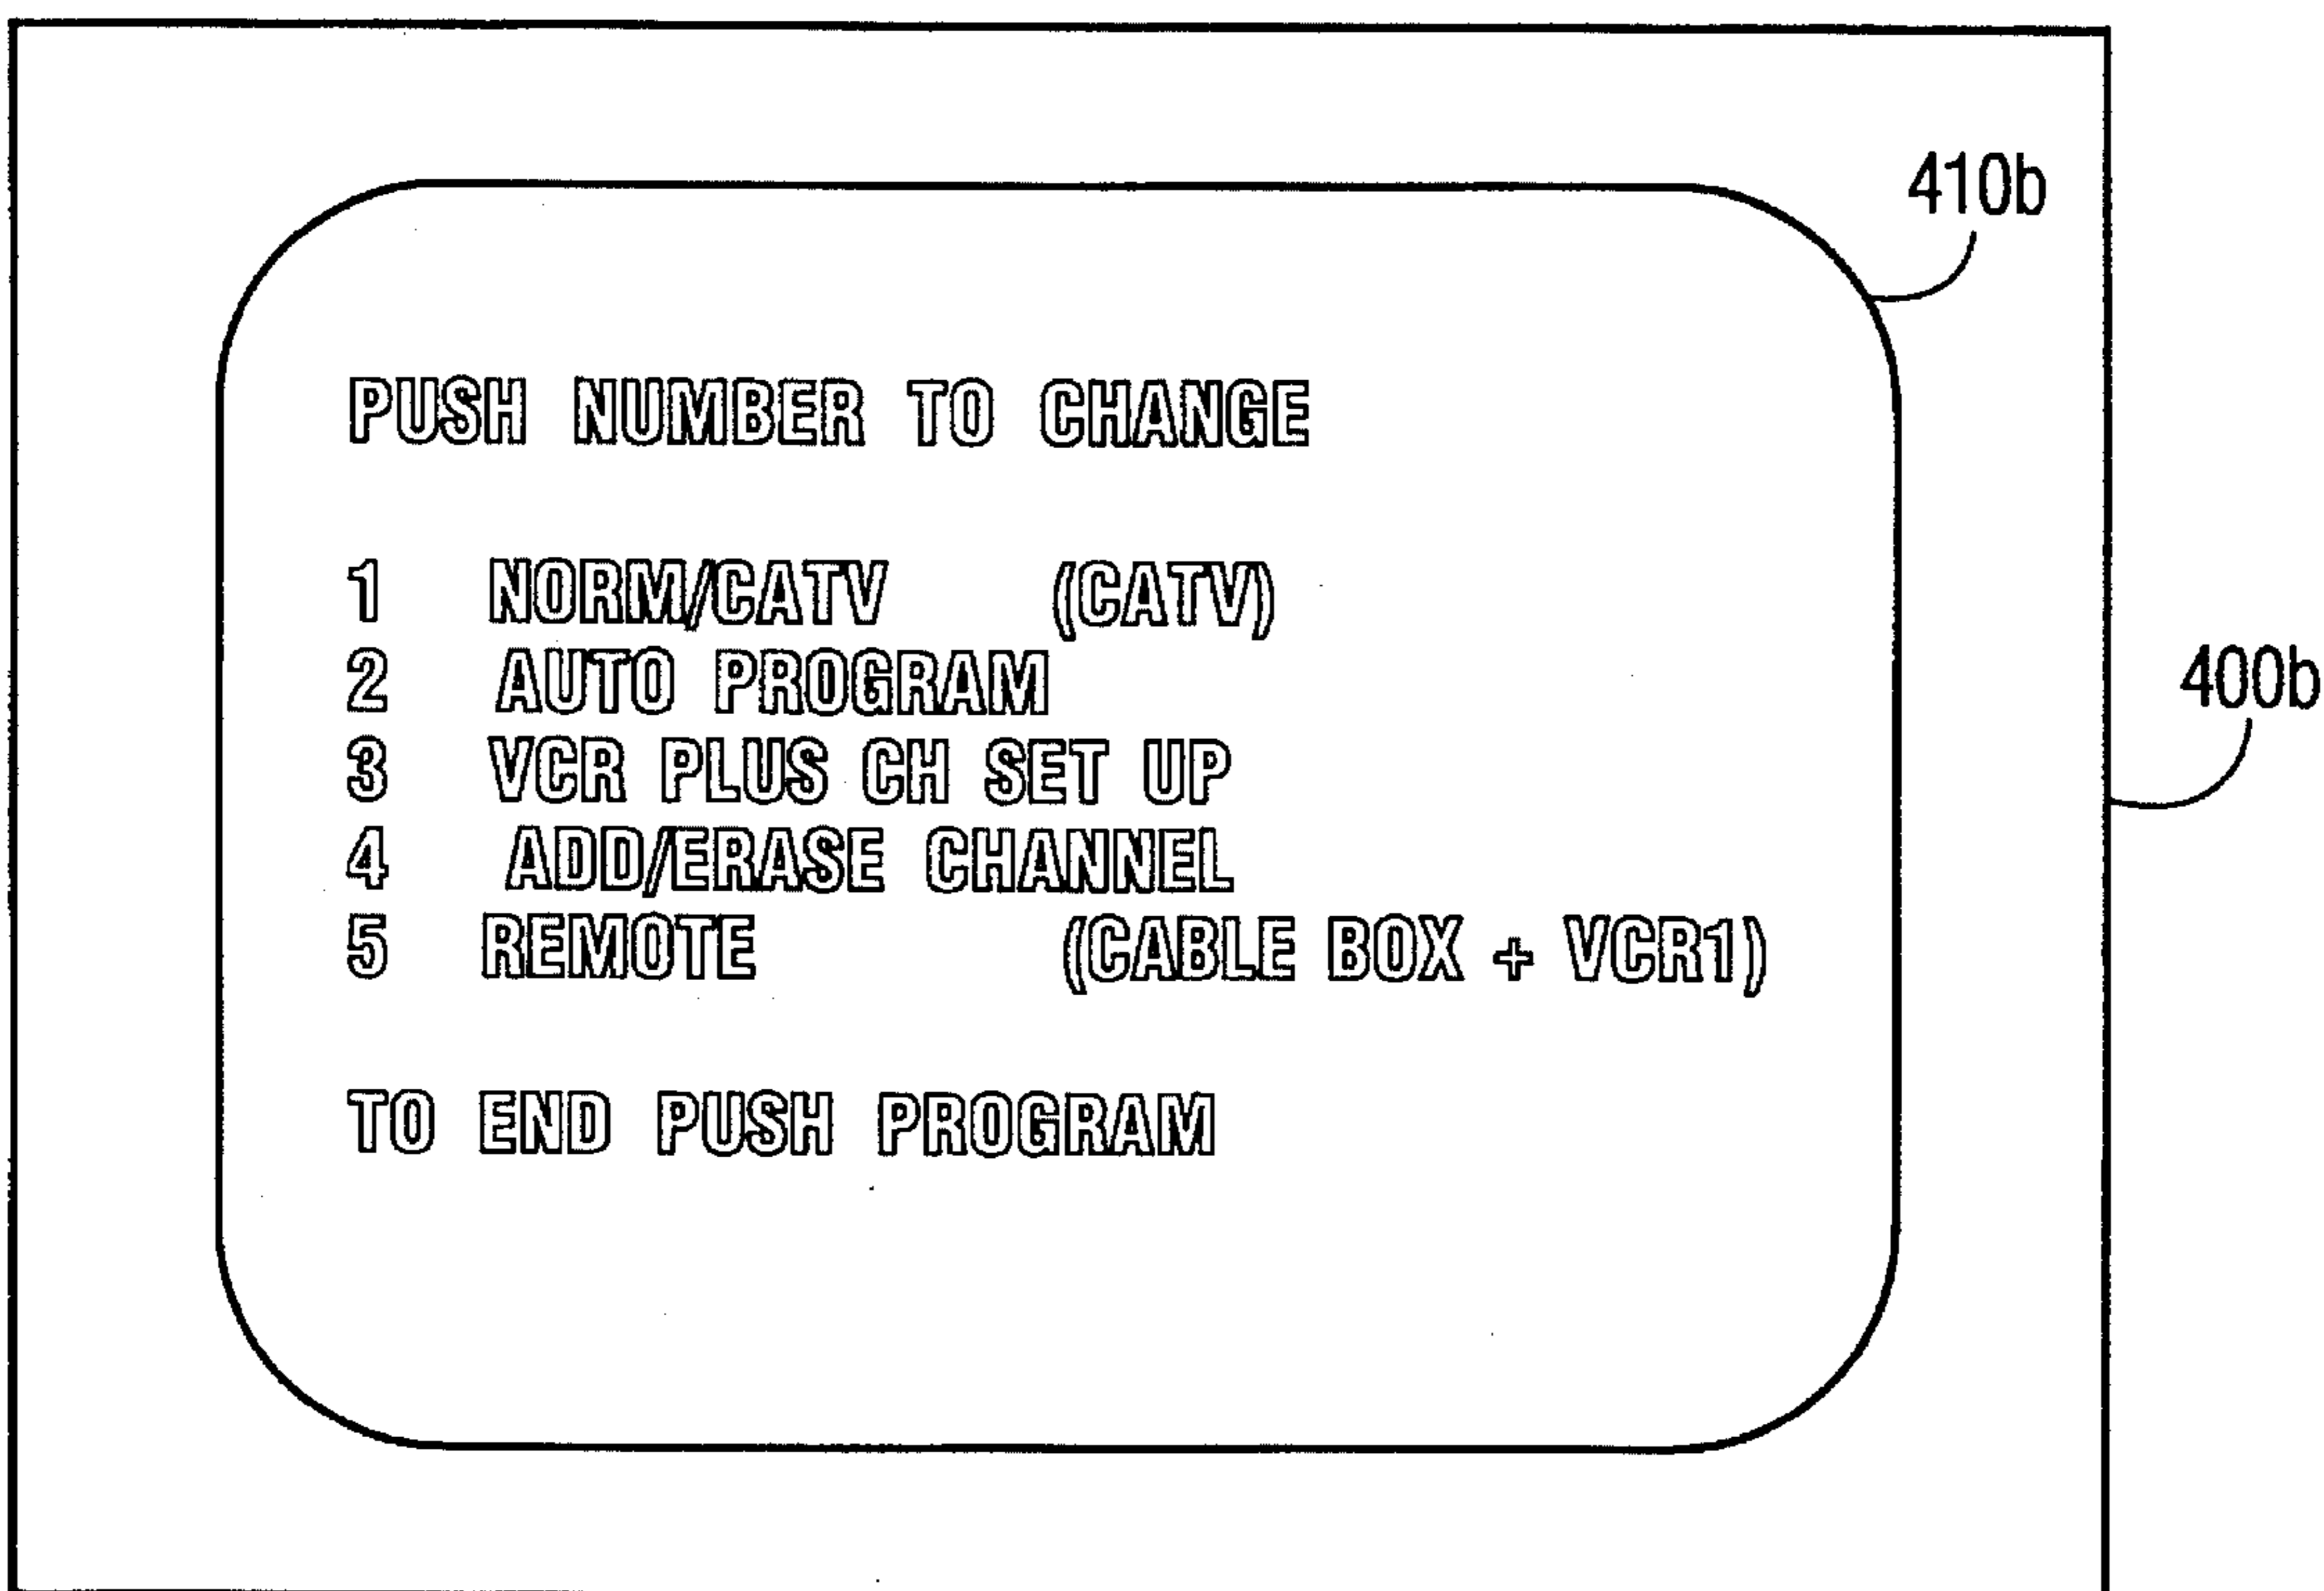 410b
PUSH NUMBER TO CHANGE
1 NORM/CATV (CATV)
2 AUTO PROGRAM
400b
3 VCR PLUS CH SET UP
4 ADD/ERASE CHANNEL
5 REMOTE (CABLE BOX + VCR1)
TO END PUSH PROGRAM